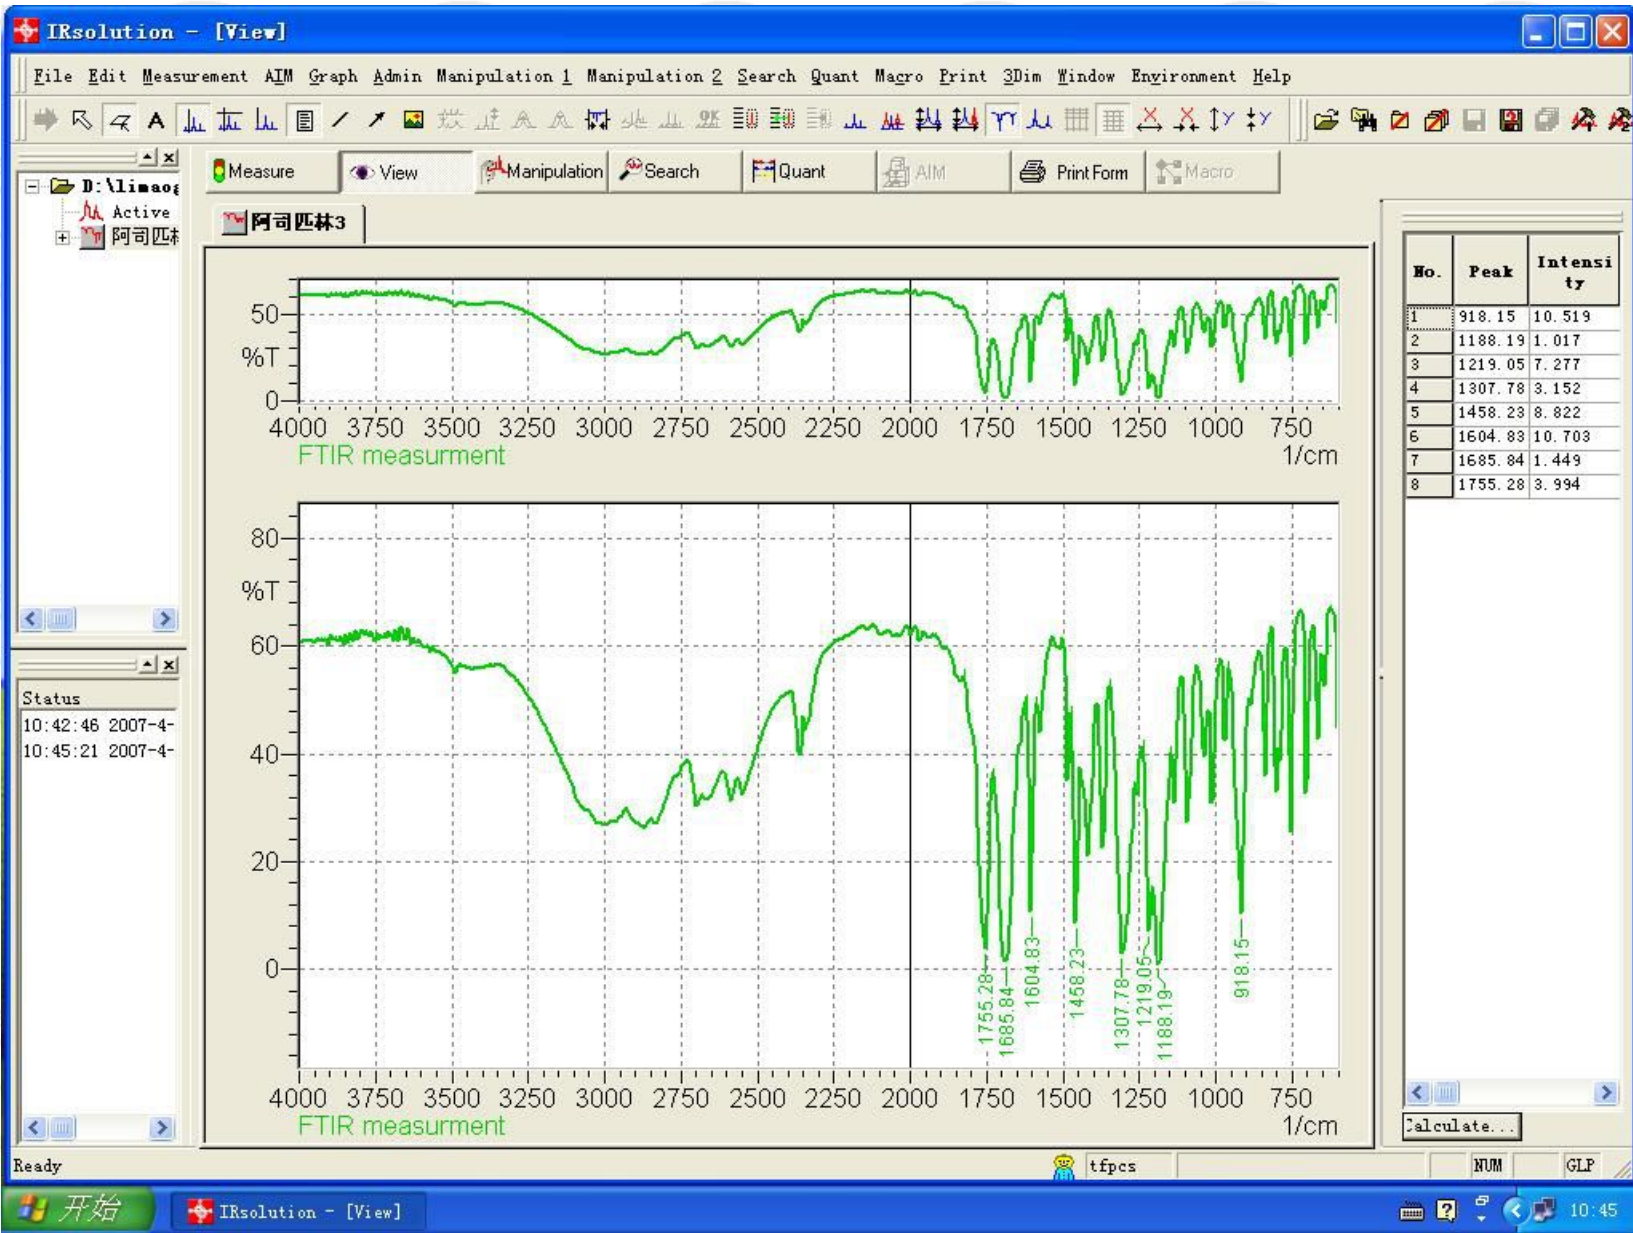 IRsolution - [View]
File Edit Measurement AIM Graph Admin Manipulation 1 Manipulation 2 Search Quant Macro Print 3Dim Window Environment Help
Measure View Manipulation Search Quant AIM Print Form Macro
D:\limaog
Active
阿司匹林
阿司匹林3
50
%T
0
4000 3750 3500 3250 3000 2750 2500 2250 2000 1750 1500 1250 1000 750
FTIR measurment 1/cm
80
%T
60
40
20
0
1755.28
1685.84
1604.83
1458.23
1307.78
1219.05
1188.19
918.15
4000 3750 3500 3250 3000 2750 2500 2250 2000 1750 1500 1250 1000 750
FTIR measurment 1/cm
No. Peak Intensity
1 918.15 10.519
2 1188.19 1.017
3 1219.05 7.277
4 1307.78 3.152
5 1458.23 8.822
6 1604.83 10.703
7 1685.84 1.449
8 1755.28 3.994
Calculate...
Status
10:42:46 2007-4-
10:45:21 2007-4-
Ready tfpcs NUM GLP
开始 IRsolution - [View] 10:45